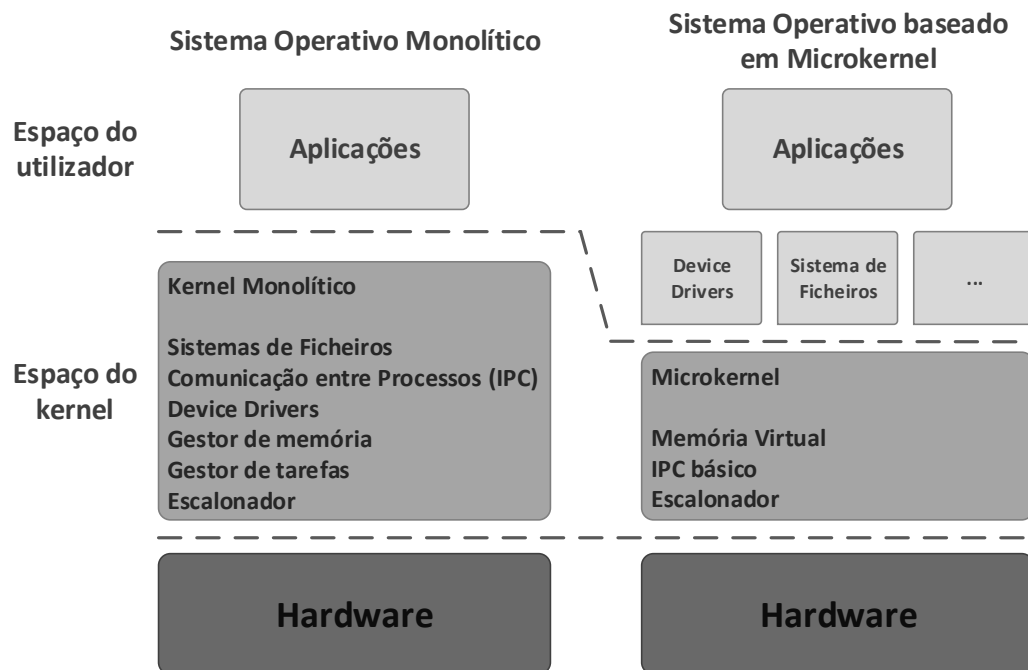 Sistema Operativo Monolítico
Sistema Operativo baseado
em Microkernel
Espaço do
utilizador
Aplicações
Aplicações
Device
Drivers
Sistema de
Ficheiros
...
Espaço do
kernel
Kernel Monolítico
Sistemas de Ficheiros
Comunicação entre Processos (IPC)
Device Drivers
Gestor de memória
Gestor de tarefas
Escalonador
Microkernel
Memória Virtual
IPC básico
Escalonador
Hardware
Hardware